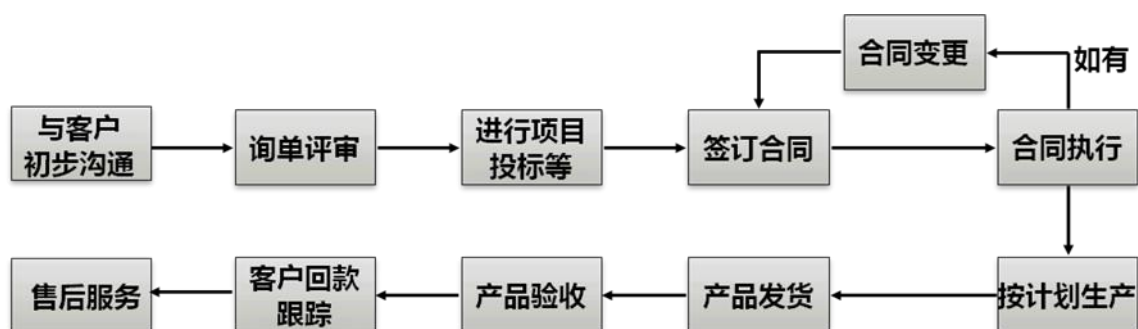 合同变更
如有
与客户
初步沟通
询单评审
进行项目
投标等
签订合同
合同执行
售后服务
客户回款
跟踪
产品验收
产品发货
按计划生产